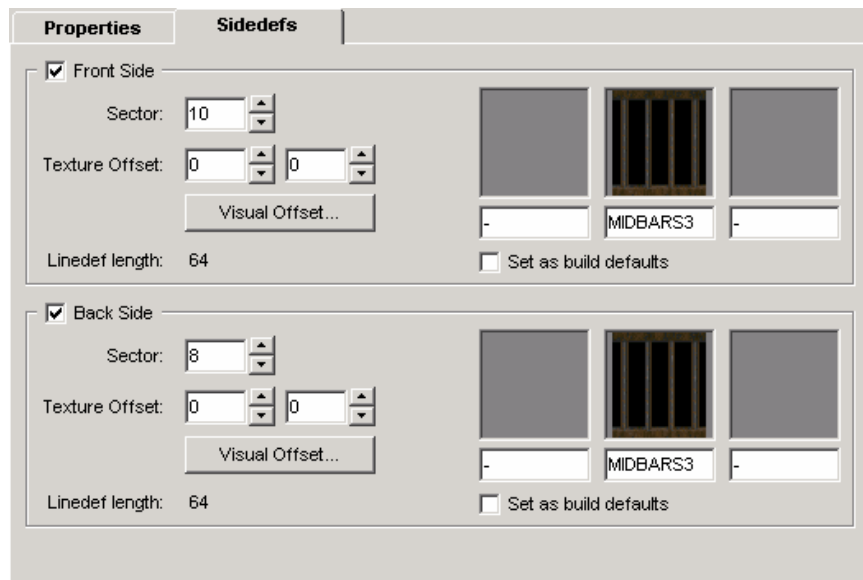 Properties Sidedefs
Front Side
Sector: 10
Texture Offset: 0 0
Visual Offset...
- MIDBARS3 -
Linedef length: 64
Set as build defaults
Back Side
Sector: 8
Texture Offset: 0 0
Visual Offset...
- MIDBARS3 -
Linedef length: 64
Set as build defaults